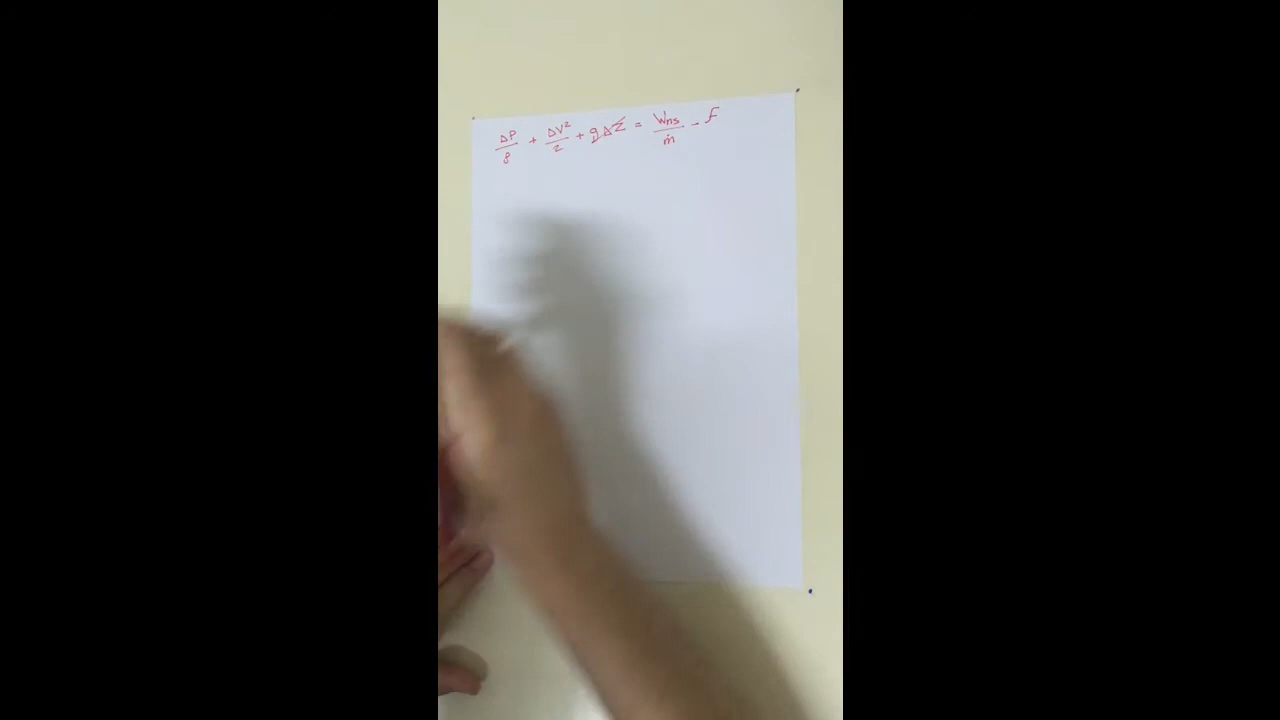 ΔP/ρ + ΔV²/2 + gΔZ = Wns/ṁ - f